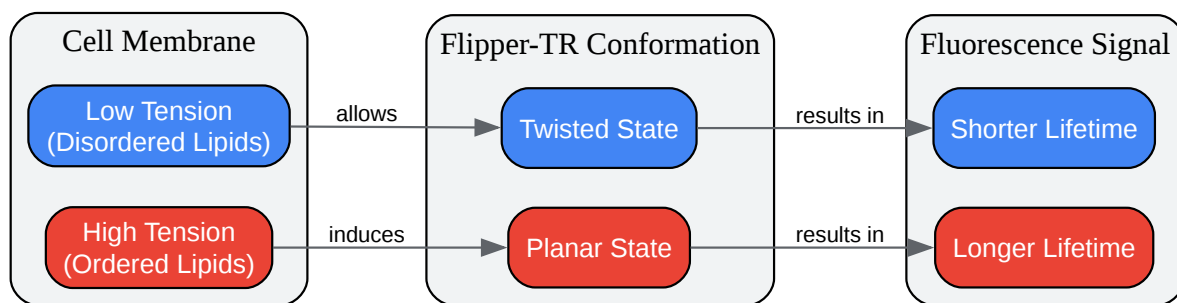 Cell Membrane
Flipper-TR Conformation
Fluorescence Signal
Low Tension
(Disordered Lipids)
allows
Twisted State
results in
Shorter Lifetime
High Tension
(Ordered Lipids)
induces
Planar State
results in
Longer Lifetime